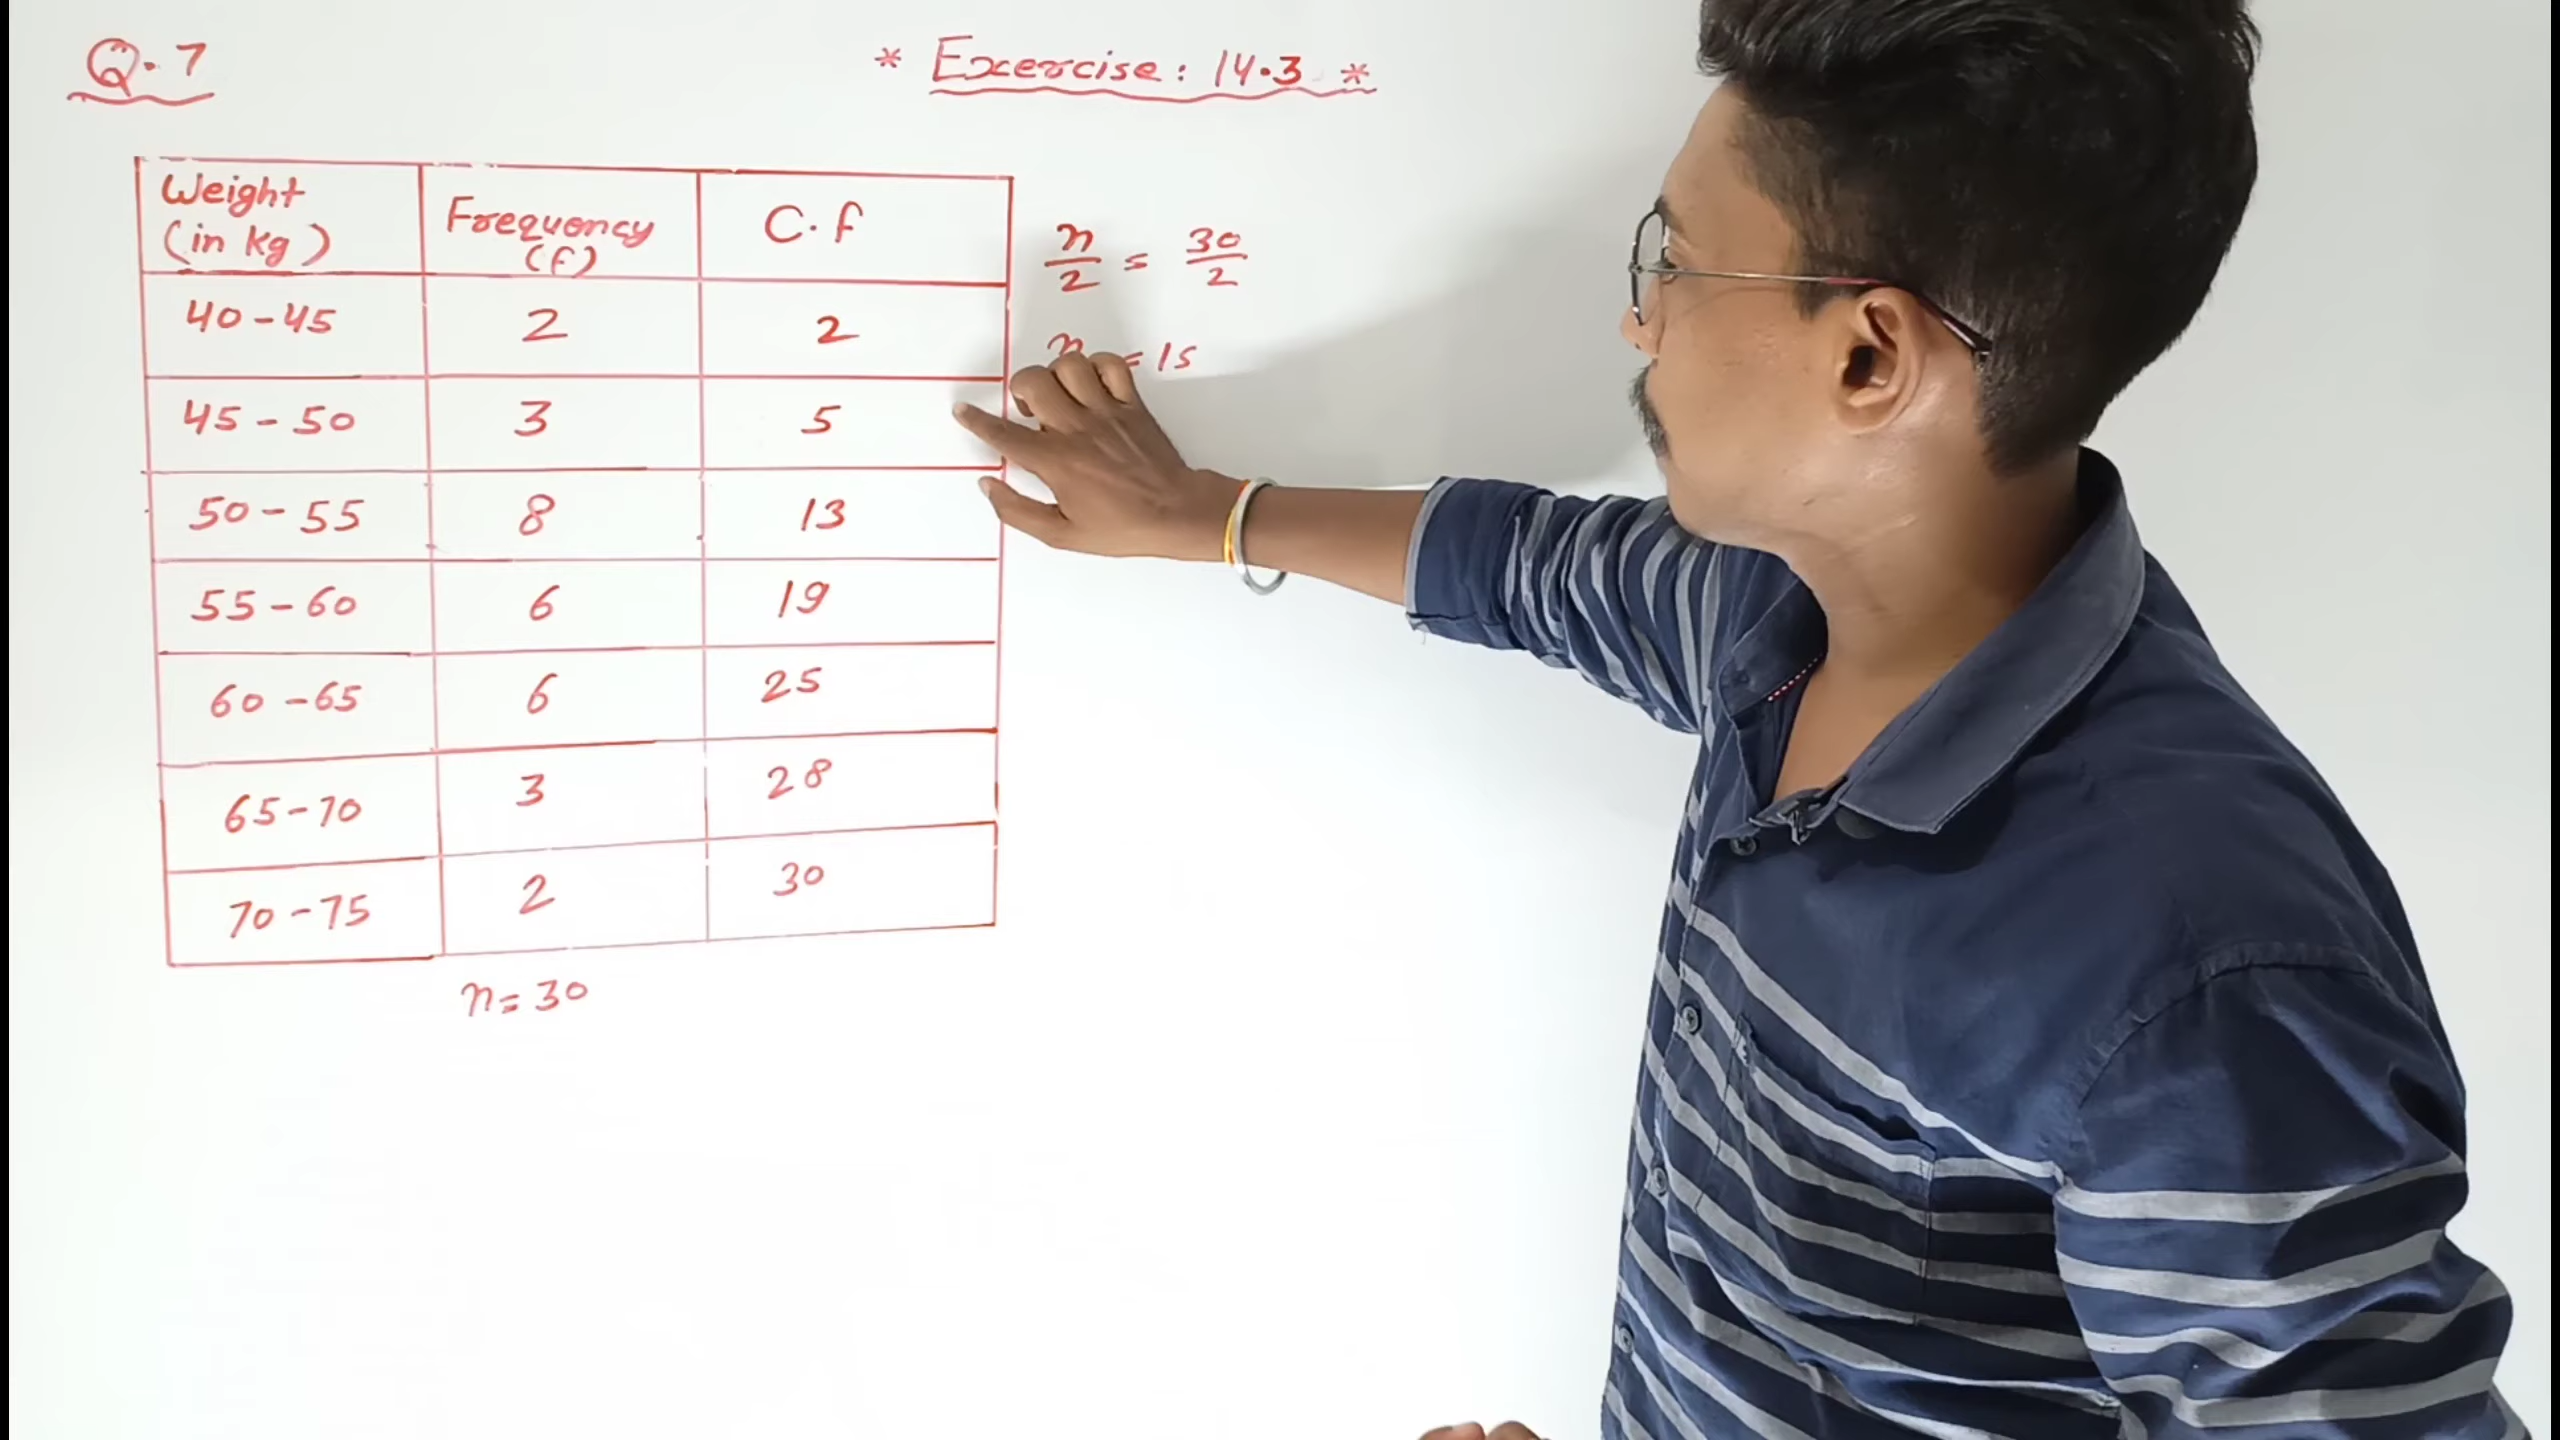 Q.7
* Excercise: 14.3 *
Weight (in kg) Frequency (f) C.f
40-45 2 2
45-50 3 5
50-55 8 13
55-60 6 19
60-65 6 25
65-70 3 28
70-75 2 30
n=30
n/2 = 30/2
n = 15